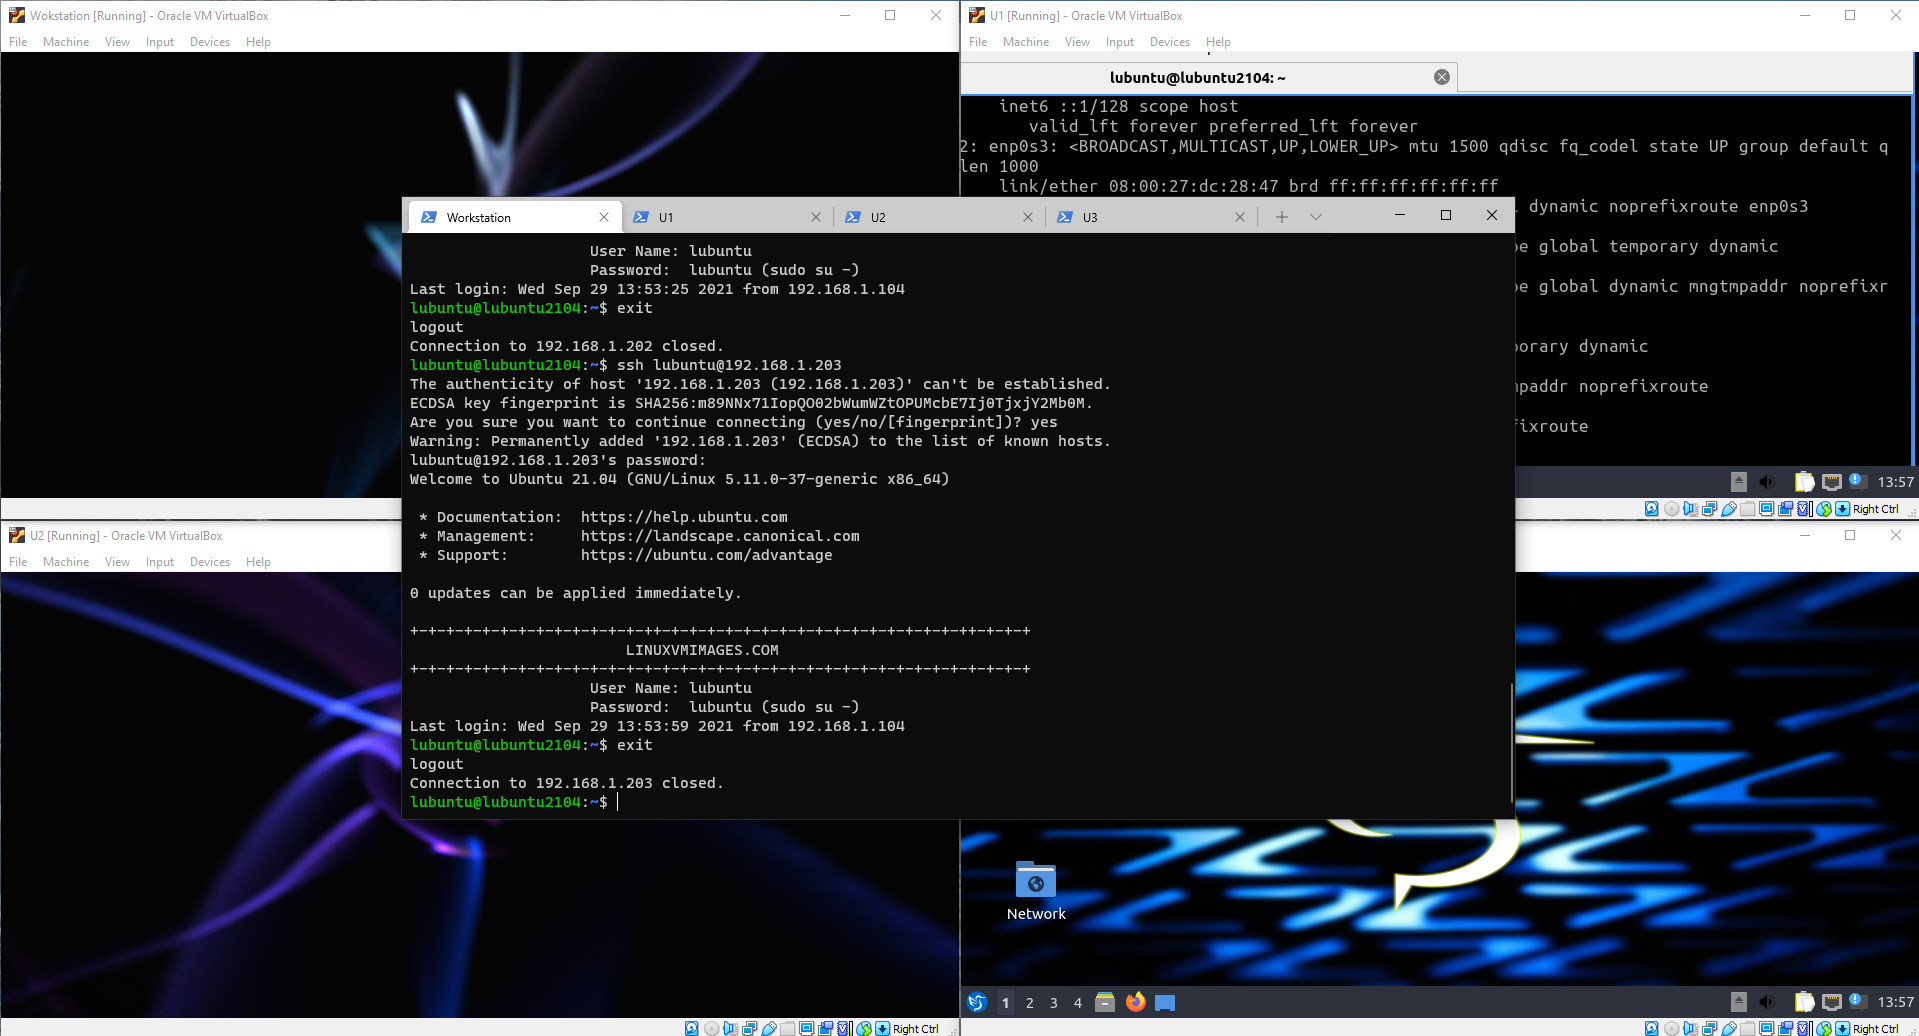 Wokstation [Running] - Oracle VM VirtualBox
File Machine View Input Devices Help
U1 [Running] - Oracle VM VirtualBox
File Machine View Input Devices Help
lubuntu@lubuntu2104: ~
inet6 ::1/128 scope host
valid_lft forever preferred_lft forever
2: enp0s3: <BROADCAST,MULTICAST,UP,LOWER_UP> mtu 1500 qdisc fq_codel state UP group default q
len 1000
link/ether 08:00:27:dc:28:47 brd ff:ff:ff:ff:ff:ff
dynamic noprefixroute enp0s3
global temporary dynamic
global dynamic mngtmpaddr noprefixr
dynamic
noprefixroute
13:57
Right Ctrl
Workstation
U1
U2
U3
User Name: lubuntu
Password:  lubuntu (sudo su -)
Last login: Wed Sep 29 13:53:25 2021 from 192.168.1.104
lubuntu@lubuntu2104:~$ exit
logout
Connection to 192.168.1.202 closed.
lubuntu@lubuntu2104:~$ ssh lubuntu@192.168.1.203
The authenticity of host '192.168.1.203 (192.168.1.203)' can't be established.
ECDSA key fingerprint is SHA256:m89NNx71IopQO02bWumWZtOPUMcbE7Ij0TjxjY2Mb0M.
Are you sure you want to continue connecting (yes/no/[fingerprint])? yes
Warning: Permanently added '192.168.1.203' (ECDSA) to the list of known hosts.
lubuntu@192.168.1.203's password:
Welcome to Ubuntu 21.04 (GNU/Linux 5.11.0-37-generic x86_64)
* Documentation:  https://help.ubuntu.com
* Management:     https://landscape.canonical.com
* Support:        https://ubuntu.com/advantage
0 updates can be applied immediately.
+-+-+-+-+-+-+-+-+-+-+-+-+-++-+-+-+-+-+-+-+-+-+-+-+-+-+-+-+-++-+-+-+-+
LINUXVMIMAGES.COM
+-+-+-+-+-+-+-+-+-+-+-+-+-++-+-+-+-+-+-+-+-+-+-+-+-+-+-+-+-++-+-+-+-+
User Name: lubuntu
Password:  lubuntu (sudo su -)
Last login: Wed Sep 29 13:53:59 2021 from 192.168.1.104
lubuntu@lubuntu2104:~$ exit
logout
Connection to 192.168.1.203 closed.
lubuntu@lubuntu2104:~$
U2 [Running] - Oracle VM VirtualBox
File Machine View Input Devices Help
Right Ctrl
Network
1 2 3 4
13:57
Right Ctrl